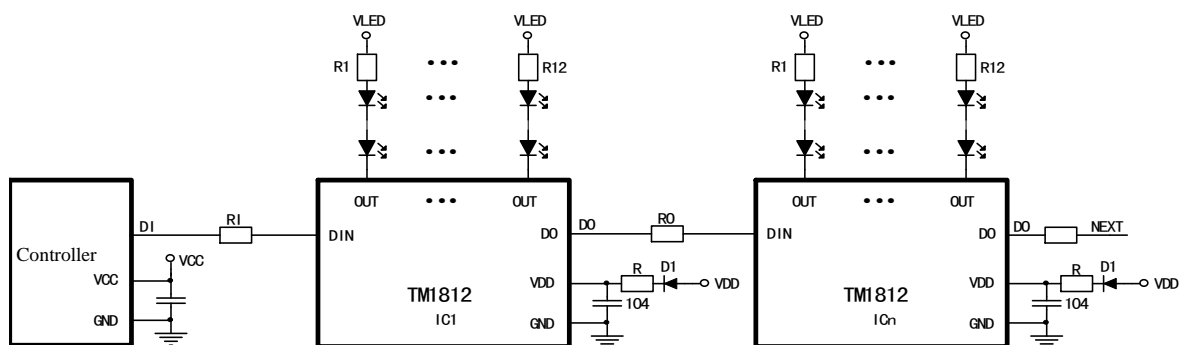 VLED VLED VLED VLED
R1 ••• R12 R1 ••• R12
••• •••
••• •••
OUT ••• OUT OUT ••• OUT
DI RI DIN DO DO RO DIN DO DO NEXT
Controller
VCC VCC VDD R D1 VDD VDD R D1 VDD
TM1812 104 TM1812 104
GND IC1 GND ICn GND